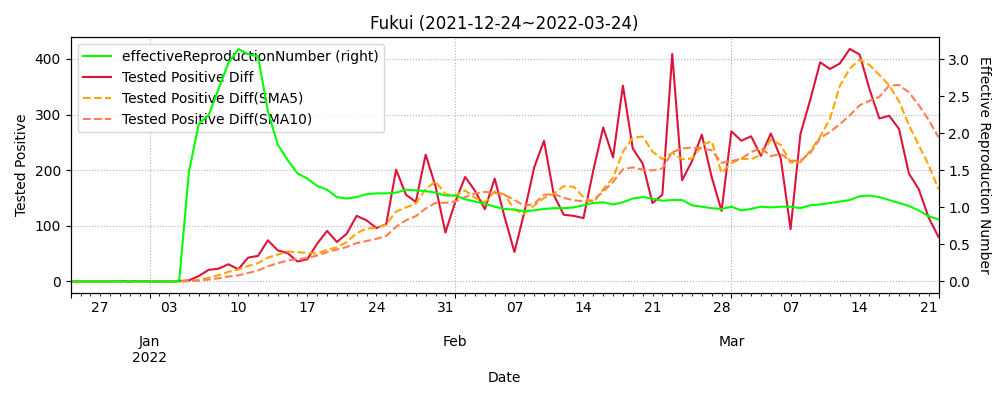 Fukui (2021-12-24~2022-03-24)
effectiveReproductionNumber (right)
Tested Positive Diff
Tested Positive Diff(SMA5)
Tested Positive Diff(SMA10)
Tested Positive
400
300
200
100
0
3.0
2.5
2.0
1.5
1.0
0.5
0.0
Effective Reproduction Number
27 03 10 17 24 31 07 14 21 28 07 14 21
Jan Feb Mar
2022
Date